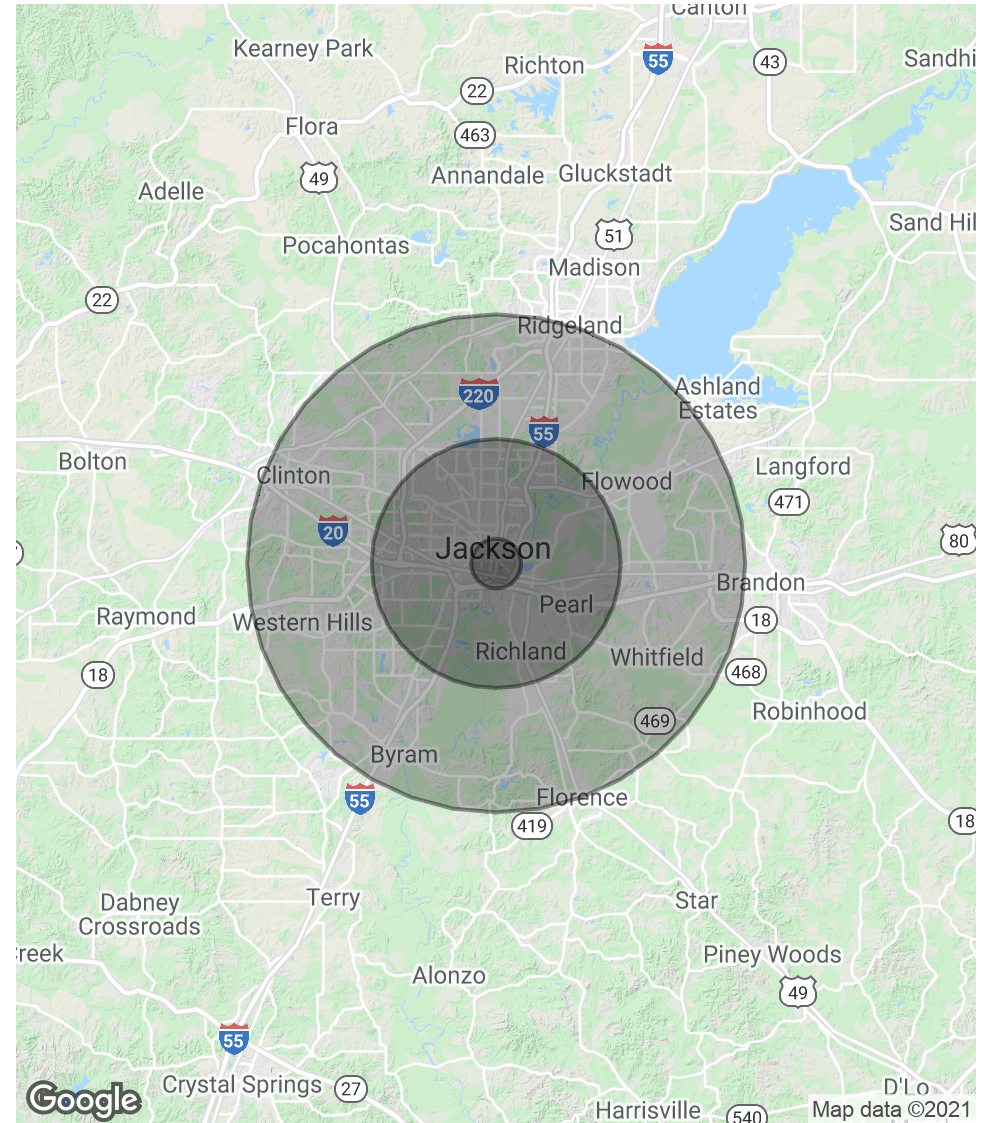 Canton
Kearney Park
55
43
Sandhi
Richton
22
Flora
463
49
Annandale
Gluckstadt
Adelle
Sand Hil
51
Pocahontas
Madison
22
Ridgeland
220
Ashland
Estates
55
Bolton
Clinton
Flowood
Langford
471
20
80
Jackson
Brandon
Pearl
Raymond
Western Hills
18
Richland
Whitfield
18
468
Robinhood
469
Byram
55
Florence
419
18
Dabney
Crossroads
Terry
Star
reek
Piney Woods
Alonzo
49
55
Crystal Springs
27
D'Lo
Google
Harrisville
540
Map data ©2021